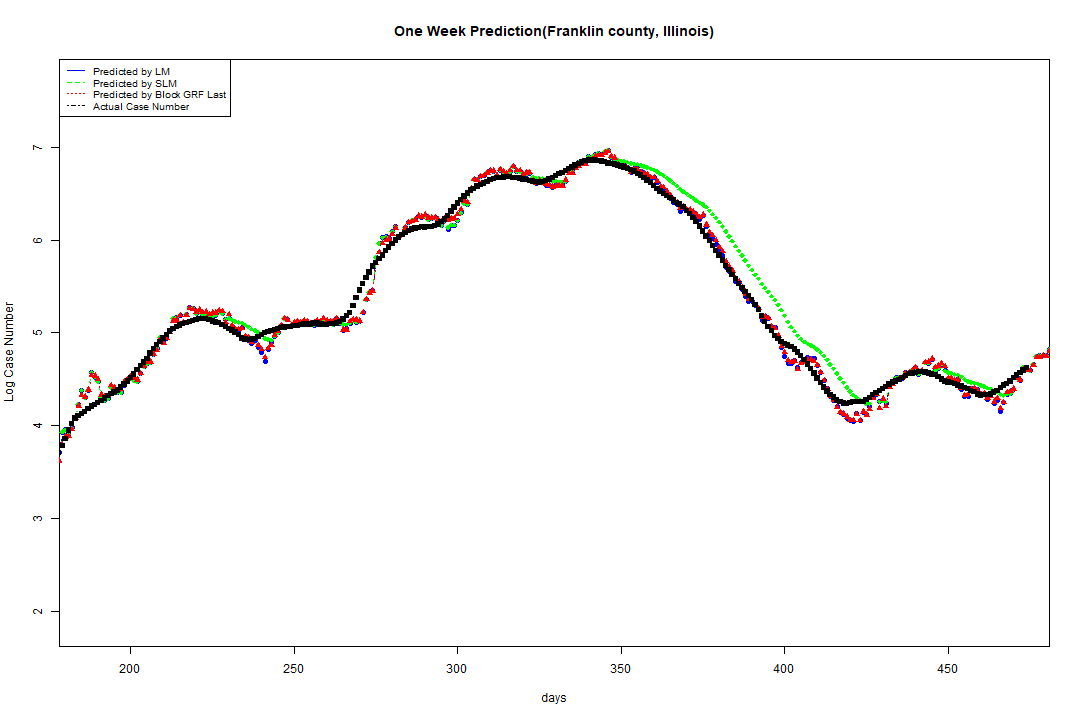 One Week Prediction(Franklin county, Illinois)
Predicted by LM
Predicted by SLM
Predicted by Block GRF Last
Actual Case Number
Log Case Number
7
6
5
4
3
2
200 250 300 350 400 450
days